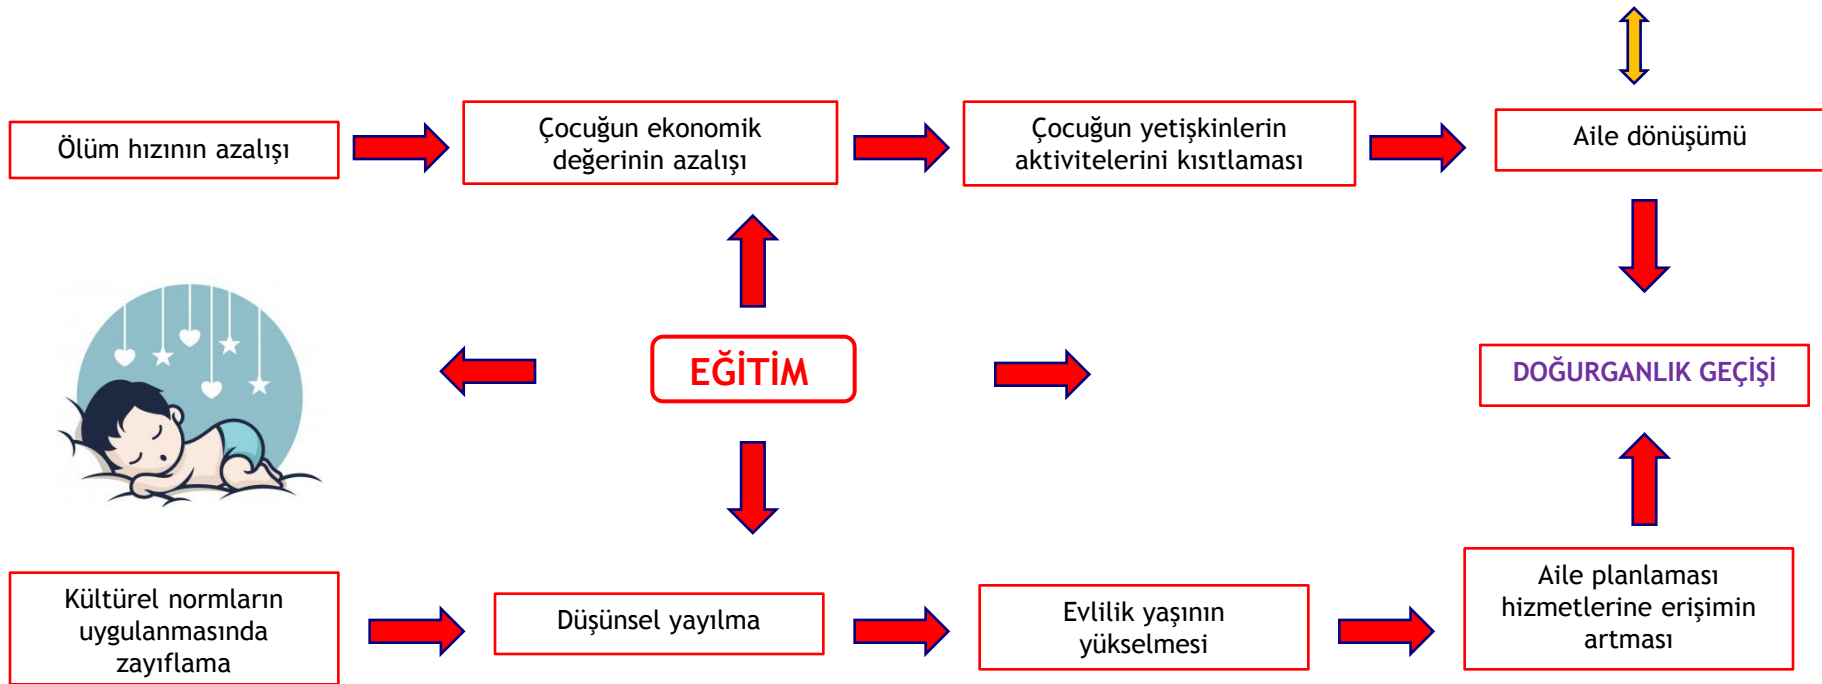 Ölüm hızının azalışı
Çocuğun ekonomik
değerinin azalışı
Çocuğun yetişkinlerin
aktivitelerini kısıtlaması
Aile dönüşümü
EĞİTİM
DOĞURGANLIK GEÇİŞİ
Kültürel normların
uygulanmasında
zayıflama
Düşünsel yayılma
Evlilik yaşının
yükselmesi
Aile planlaması
hizmetlerine erişimin
artması